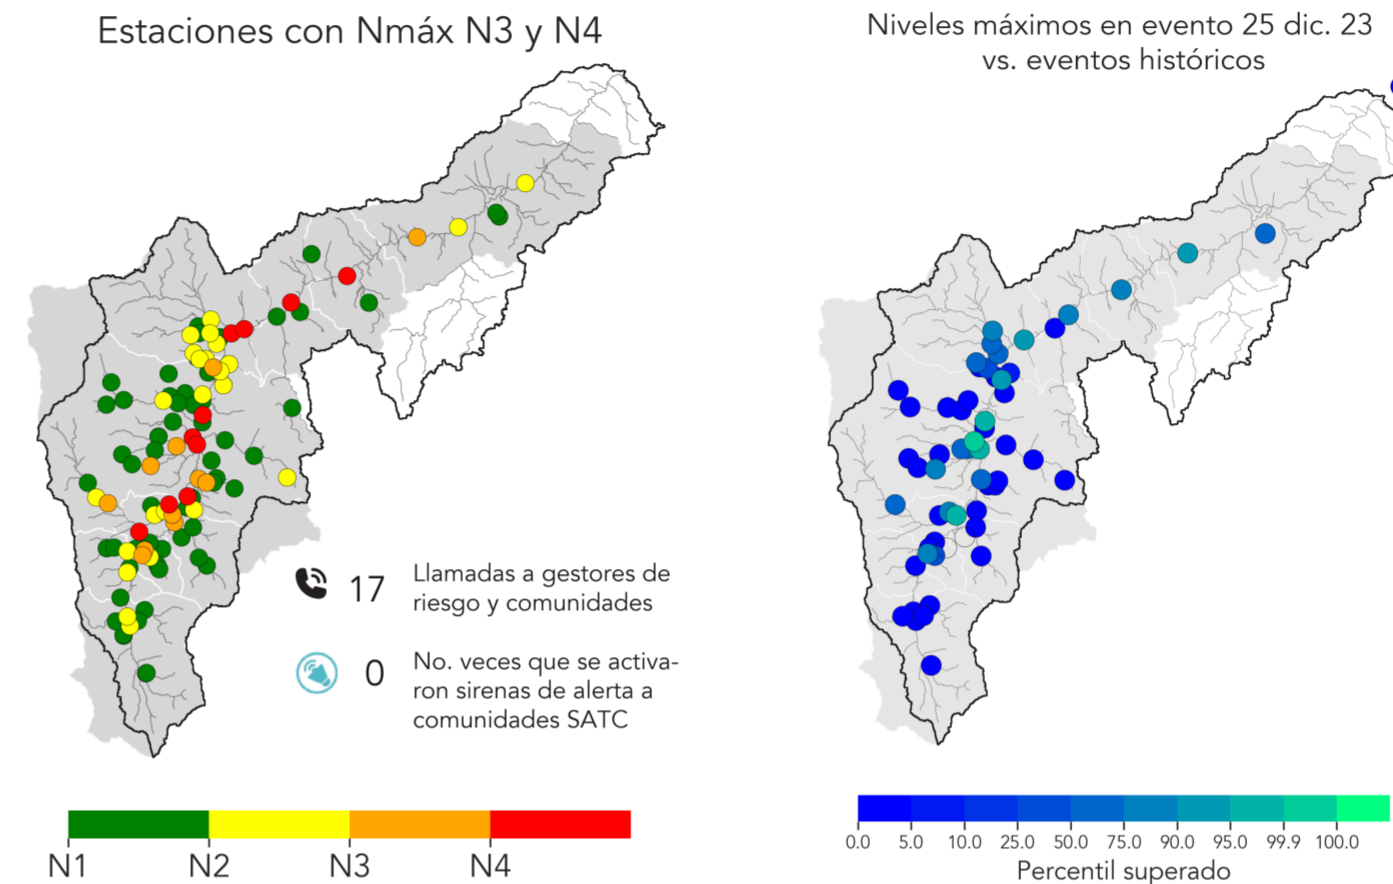 Estaciones con Nmáx N3 y N4
Niveles máximos en evento 25 dic. 23
vs. eventos históricos
17
Llamadas a gestores de
riesgo y comunidades
0
No. veces que se activa-
ron sirenas de alerta a
comunidades SATC
N1 N2 N3 N4
0.0 5.0 10.0 25.0 50.0 75.0 90.0 95.0 99.9 100.0
Percentil superado